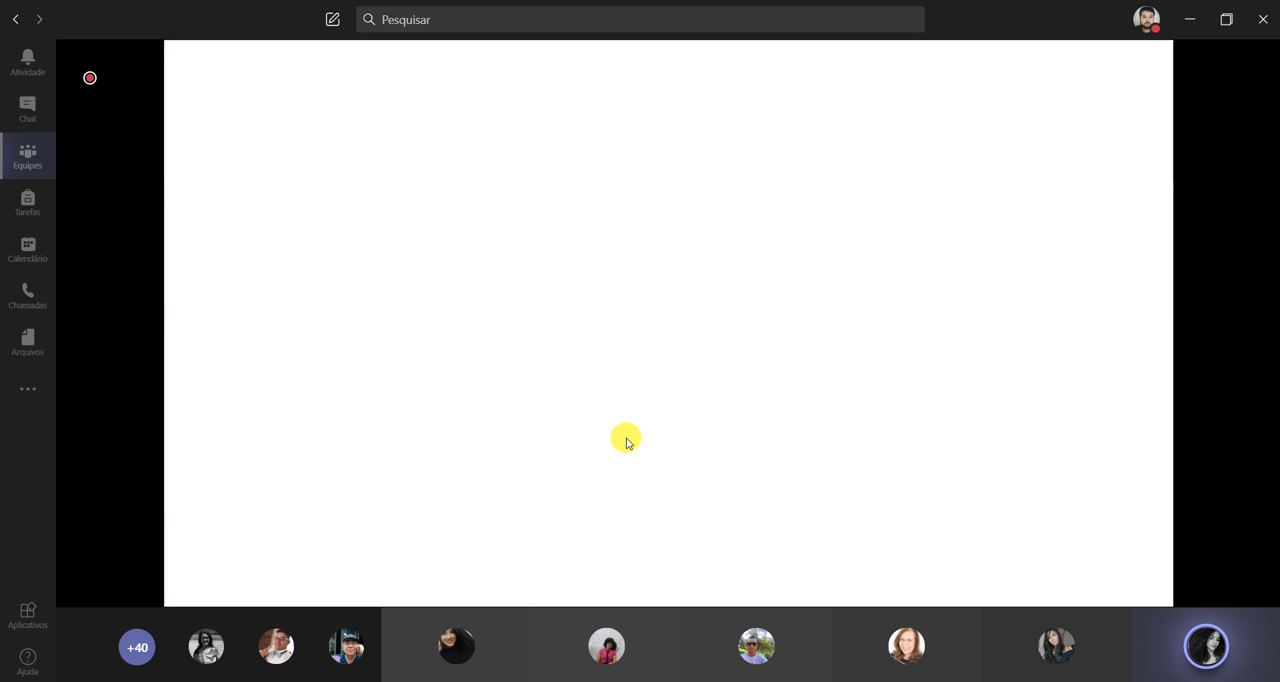 Pesquisar
Atividade
Chat
Equipes
Tarefas
Calendário
Chamadas
Arquivos
Aplicativos
Ajuda
+40